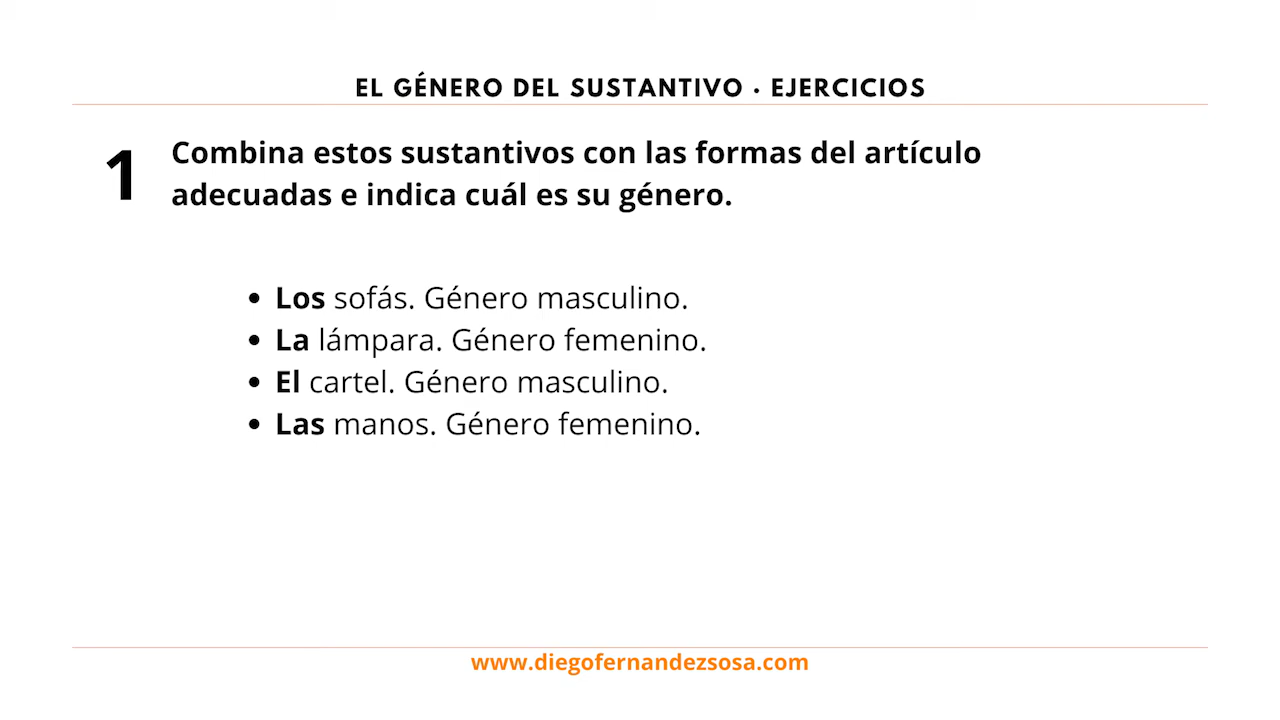 EL GÉNERO DEL SUSTANTIVO · EJERCICIOS
1
Combina estos sustantivos con las formas del artículo
adecuadas e indica cuál es su género.
• Los sofás. Género masculino.
• La lámpara. Género femenino.
• El cartel. Género masculino.
• Las manos. Género femenino.
www.diegofernandezsosa.com